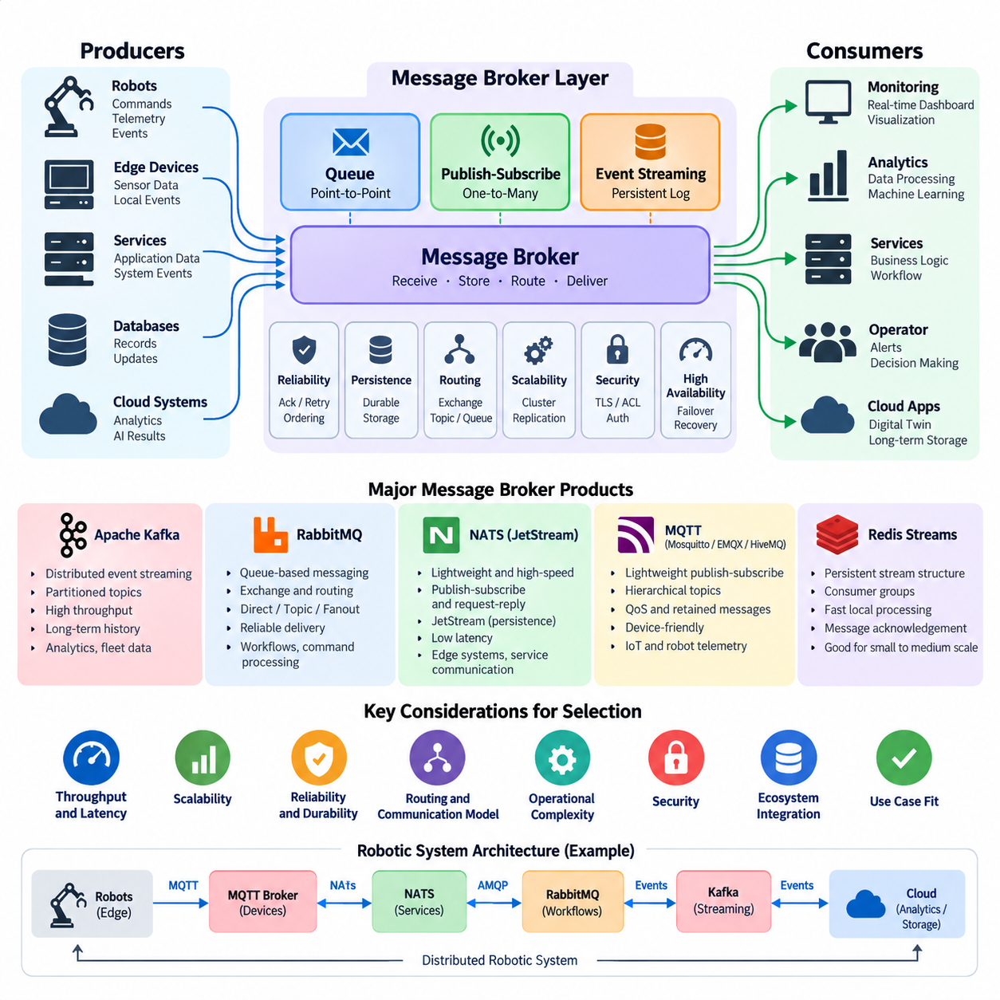 Producers
Robots
Commands
Telemetry
Events
Edge Devices
Sensor Data
Local Events
Services
Application Data
System Events
Databases
Records
Updates
Cloud Systems
Analytics
AI Results
Message Broker Layer
Queue
Point-to-Point
Publish-Subscribe
One-to-Many
Event Streaming
Persistent Log
Message Broker
Receive · Store · Route · Deliver
Reliability
Ack / Retry
Ordering
Persistence
Durable
Storage
Routing
Exchange
Topic / Queue
Scalability
Cluster
Replication
Security
TLS / ACL
Auth
High
Availability
Failover
Recovery
Consumers
Monitoring
Real-time Dashboard
Visualization
Analytics
Data Processing
Machine Learning
Services
Business Logic
Workflow
Operator
Alerts
Decision Making
Cloud Apps
Digital Twin
Long-term Storage
Major Message Broker Products
Apache Kafka
‣ Distributed event streaming
‣ Partitioned topics
‣ High throughput
‣ Long-term history
‣ Analytics, fleet data
RabbitMQ
‣ Queue-based messaging
‣ Exchange and routing
‣ Direct / Topic / Fanout
‣ Reliable delivery
‣ Workflows, command
processing
N
NATS (JetStream)
‣ Lightweight and high-speed
‣ Publish-subscribe
and request-reply
‣ JetStream (persistence)
‣ Low latency
‣ Edge systems, service
communication
MQTT
(Mosquitto / EMQX / HiveMQ)
‣ Lightweight publish-subscribe
‣ Hierarchical topics
‣ QoS and retained messages
‣ Device-friendly
‣ IoT and robot telemetry
Redis Streams
‣ Persistent stream structure
‣ Consumer groups
‣ Fast local processing
‣ Message acknowledgement
‣ Good for small to medium scale
Key Considerations for Selection
Throughput
and Latency
Scalability
Reliability
and Durability
Routing and
Communication Model
Operational
Complexity
Security
Ecosystem
Integration
Use Case Fit
Robotic System Architecture (Example)
Robots
(Edge)
MQTT
MQTT Broker
(Devices)
NATs
NATS
(Services)
AMQP
RabbitMQ
(Workflows)
Events
Kafka
(Streaming)
Events
Cloud
(Analytics /
Storage)
Distributed Robotic System